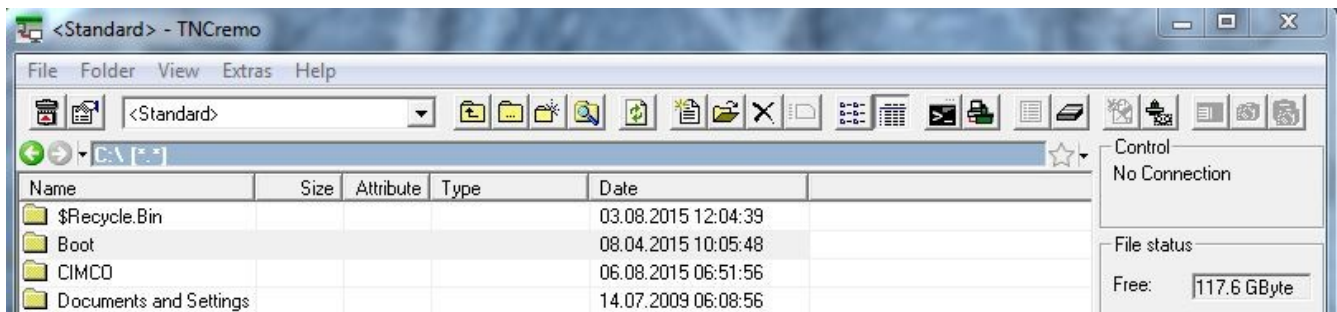 <Standard> - TNCremo
File Folder View Extras Help
<Standard>
C:\ [*.*]
Control
No Connection
Name Size Attribute Type Date
$Recycle.Bin 03.08.2015 12:04:39
Boot 08.04.2015 10:05:48
File status
CIMCO 06.08.2015 06:51:56
Free: 117.6 GByte
Documents and Settings 14.07.2009 06:08:56